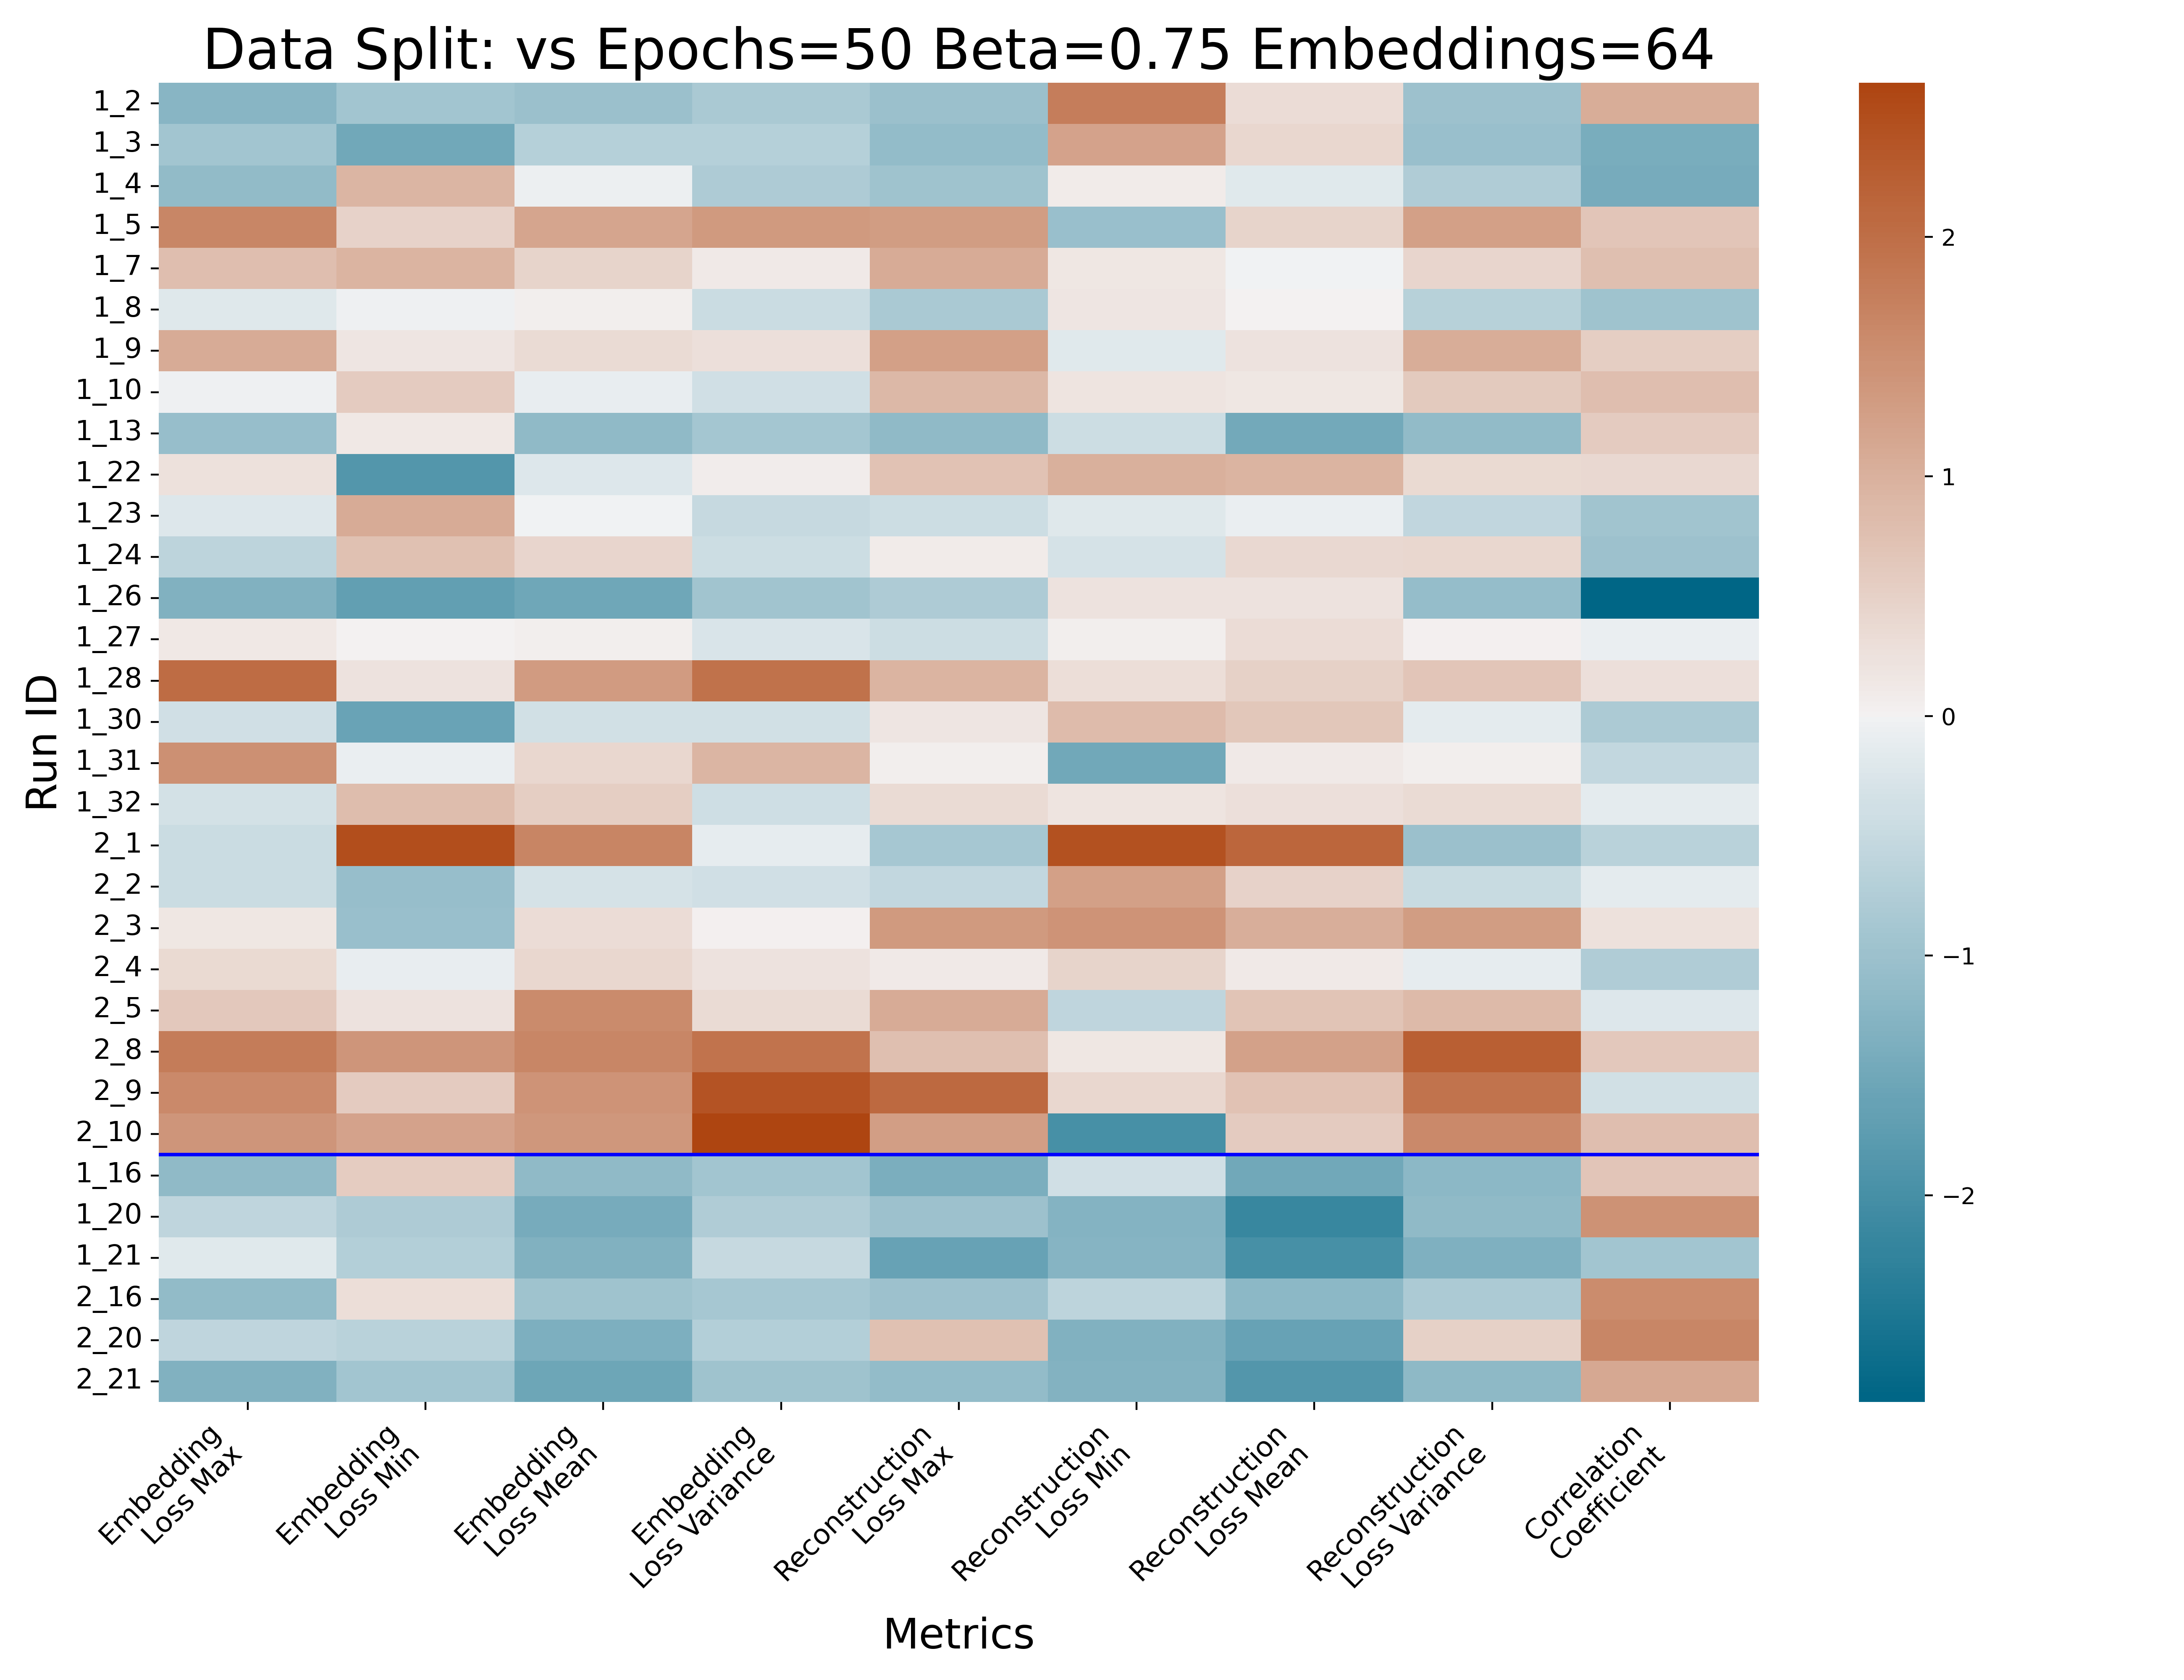 Data Split: vs Epochs=50 Beta=0.75 Embeddings=64
Run ID
1_2
1_3
1_4
1_5
1_7
1_8
1_9
1_10
1_13
1_22
1_23
1_24
1_26
1_27
1_28
1_30
1_31
1_32
2_1
2_2
2_3
2_4
2_5
2_8
2_9
2_10
1_16
1_20
1_21
2_16
2_20
2_21
Embedding
Loss Max
Embedding
Loss Min
Embedding
Loss Mean
Embedding
Loss Variance
Reconstruction
Loss Max
Reconstruction
Loss Min
Reconstruction
Loss Mean
Reconstruction
Loss Variance
Correlation
Coefficient
Metrics
2
1
0
−1
−2